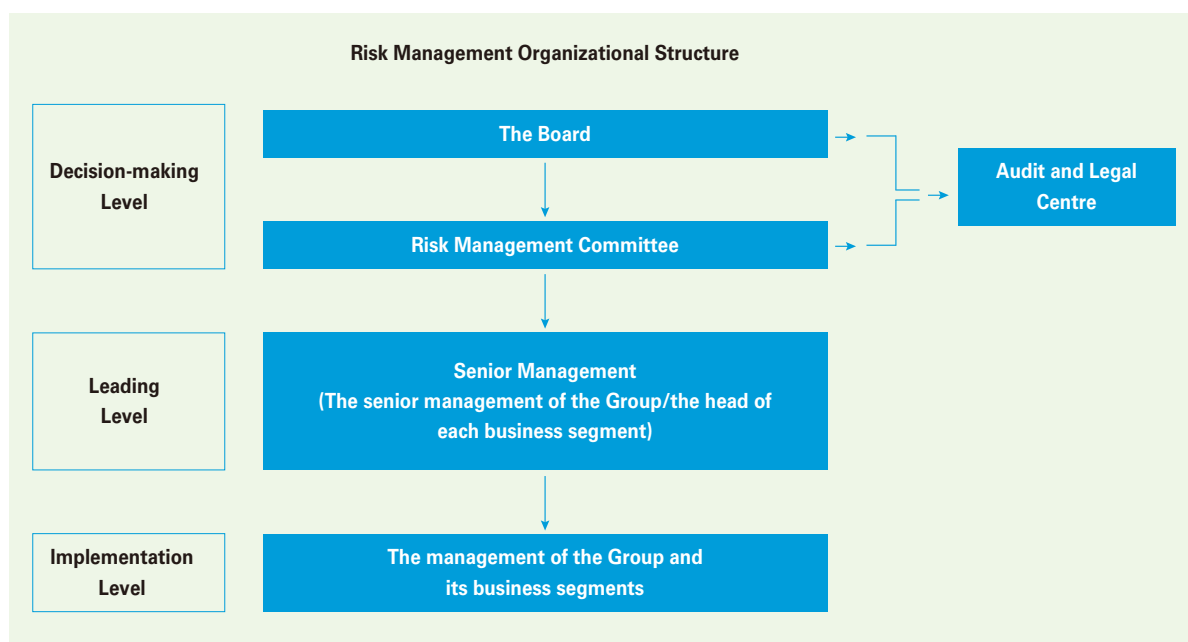 Risk Management Organizational Structure
Decision-making
Level
The Board
Risk Management Committee
Audit and Legal
Centre
Leading
Level
Senior Management
(The senior management of the Group/the head of
each business segment)
Implementation
Level
The management of the Group and
its business segments